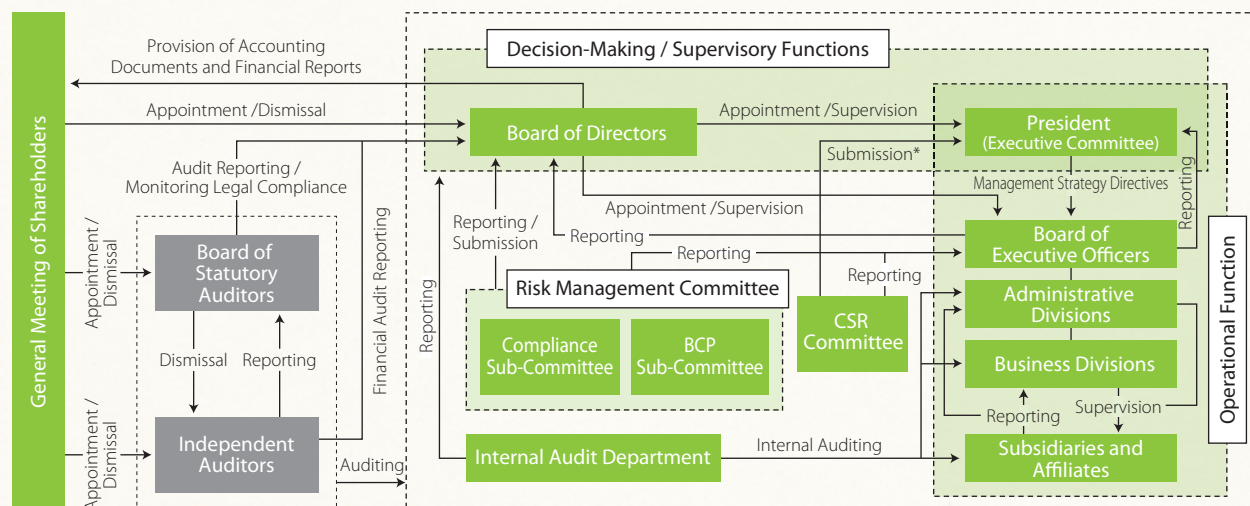 General Meeting of Shareholders
Provision of Accounting
Documents and Financial Reports
Appointment /Dismissal
Audit Reporting /
Monitoring Legal Compliance
Appointment /
Dismissal
Board of
Statutory
Auditors
Dismissal
Reporting
Appointment /
Dismissal
Independent
Auditors
Financial Audit Reporting
Auditing
Decision-Making / Supervisory Functions
Board of Directors
Appointment /Supervision
Submission*
President
(Executive Committee)
Management Strategy Directives
Reporting
Reporting
Reporting /
Submission
Appointment /Supervision
Reporting
Board of
Executive Officers
Reporting
Reporting
Risk Management Committee
Compliance
Sub-Committee
BCP
Sub-Committee
CSR
Committee
Administrative
Divisions
Business Divisions
Reporting
Supervision
Subsidiaries and
Affiliates
Operational Function
Internal Audit Department
Internal Auditing